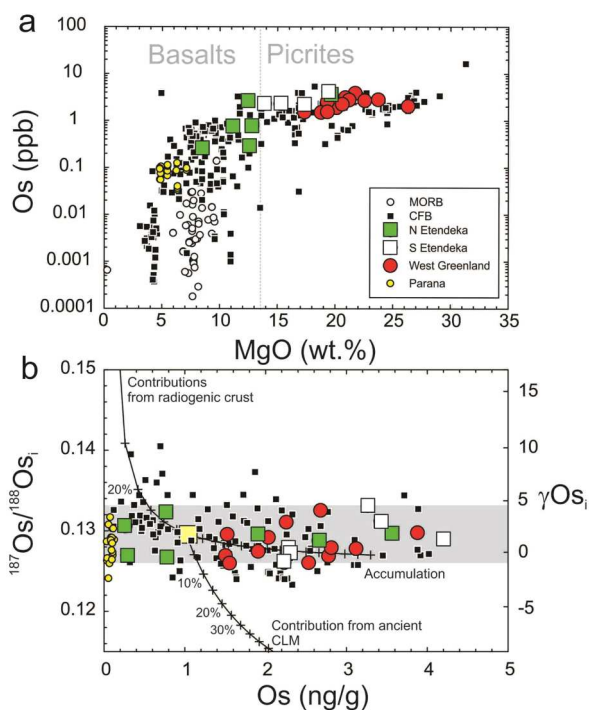 a
Basalts Picrites
100
10
1
0.1
0.01
0.001
0.0001
Os (ppb)
MORB
CFB
N Etendeka
S Etendeka
West Greenland
Parana
0 5 10 15 20 25 30 35
MgO (wt.%)
b
0.15
0.14
0.13
0.12
187Os/188Osi
Contributions
from radiogenic crust
20%
10%
20%
30%
Accumulation
Contribution from ancient
CLM
15
10
5
0
-5
γOsi
0 1 2 3 4 5
Os (ng/g)